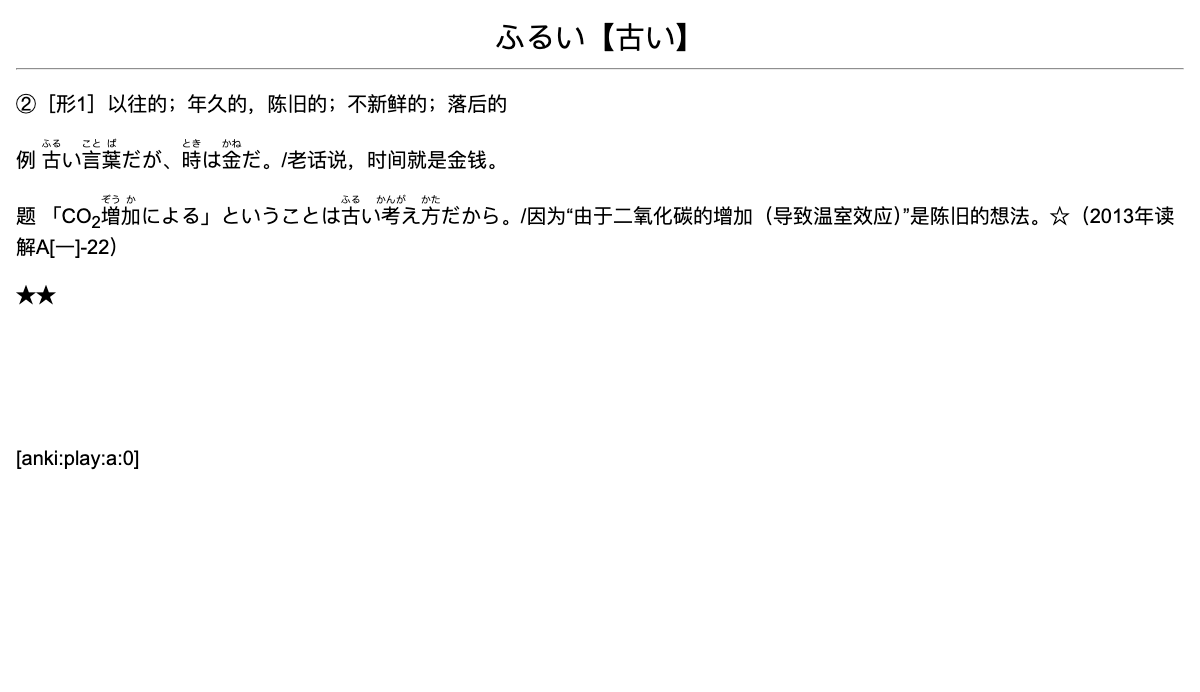 ふるい【古い】
②［形1］以往的；年久的，陈旧的；不新鲜的；落后的
ふる ことば とき かね
例 古い言葉だが、時は金だ。/老话说，时间就是金钱。
ぞうか ふる かんが かた
题 「CO2増加による」ということは古い考え方だから。/因为“由于二氧化碳的增加（导致温室效应）”是陈旧的想法。☆（2013年读
解A[一]-22）
★★
[anki:play:a:0]